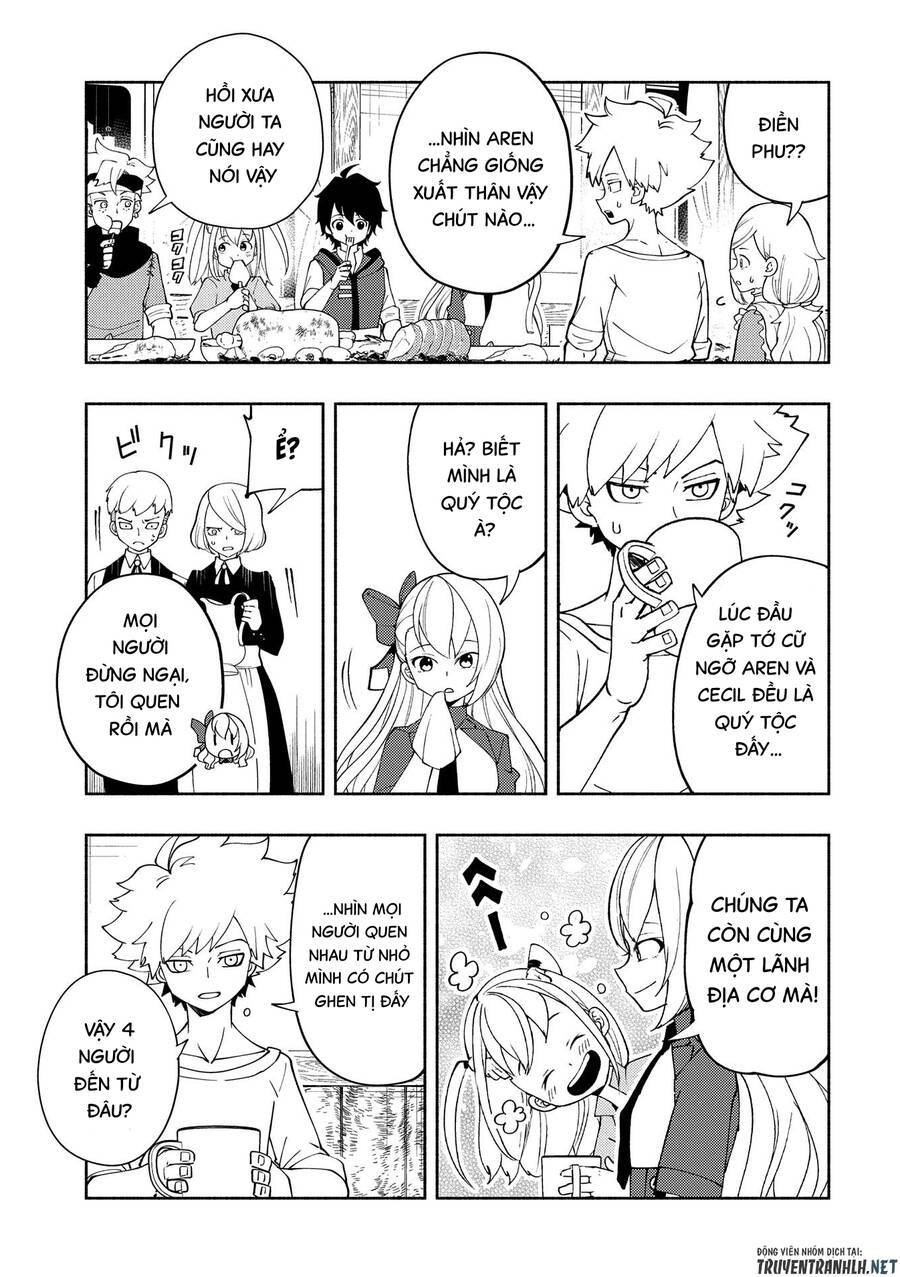 ĐIỀN
PHU??
...NHÌN AREN
CHẲNG GIỐNG
XUẤT THÂN VẬY
CHÚT NÀO...
HỒI XƯA
NGƯỜI TA
CŨNG HAY
NÓI VẬY
コクッ
LÚC ĐẦU
GẶP TỚ CỮ
NGỠ AREN VÀ
CECIL ĐỀU LÀ
QUÝ TỘC
ĐẤY...
HẢ? BIẾT
MÌNH LÀ
QUÝ TỘC
À?
Ể?
ビクッ
MỌI
NGƯỜI
ĐỪNG NGẠI,
TÔI QUEN
RỒI MÀ
CHÚNG TA
CÒN CÙNG
MỘT LÃNH
ĐỊA CƠ MÀ!
...NHÌN MỌI
NGƯỜI QUEN
NHAU TỪ NHỎ
MÌNH CÓ CHÚT
GHEN TỊ ĐẤY
VẬY 4
NGƯỜI
ĐẾN TỪ
ĐÂU?
ĐỘNG VIÊN NHÓM DỊCH TẠI:
TRUYENTRANHLH.NET